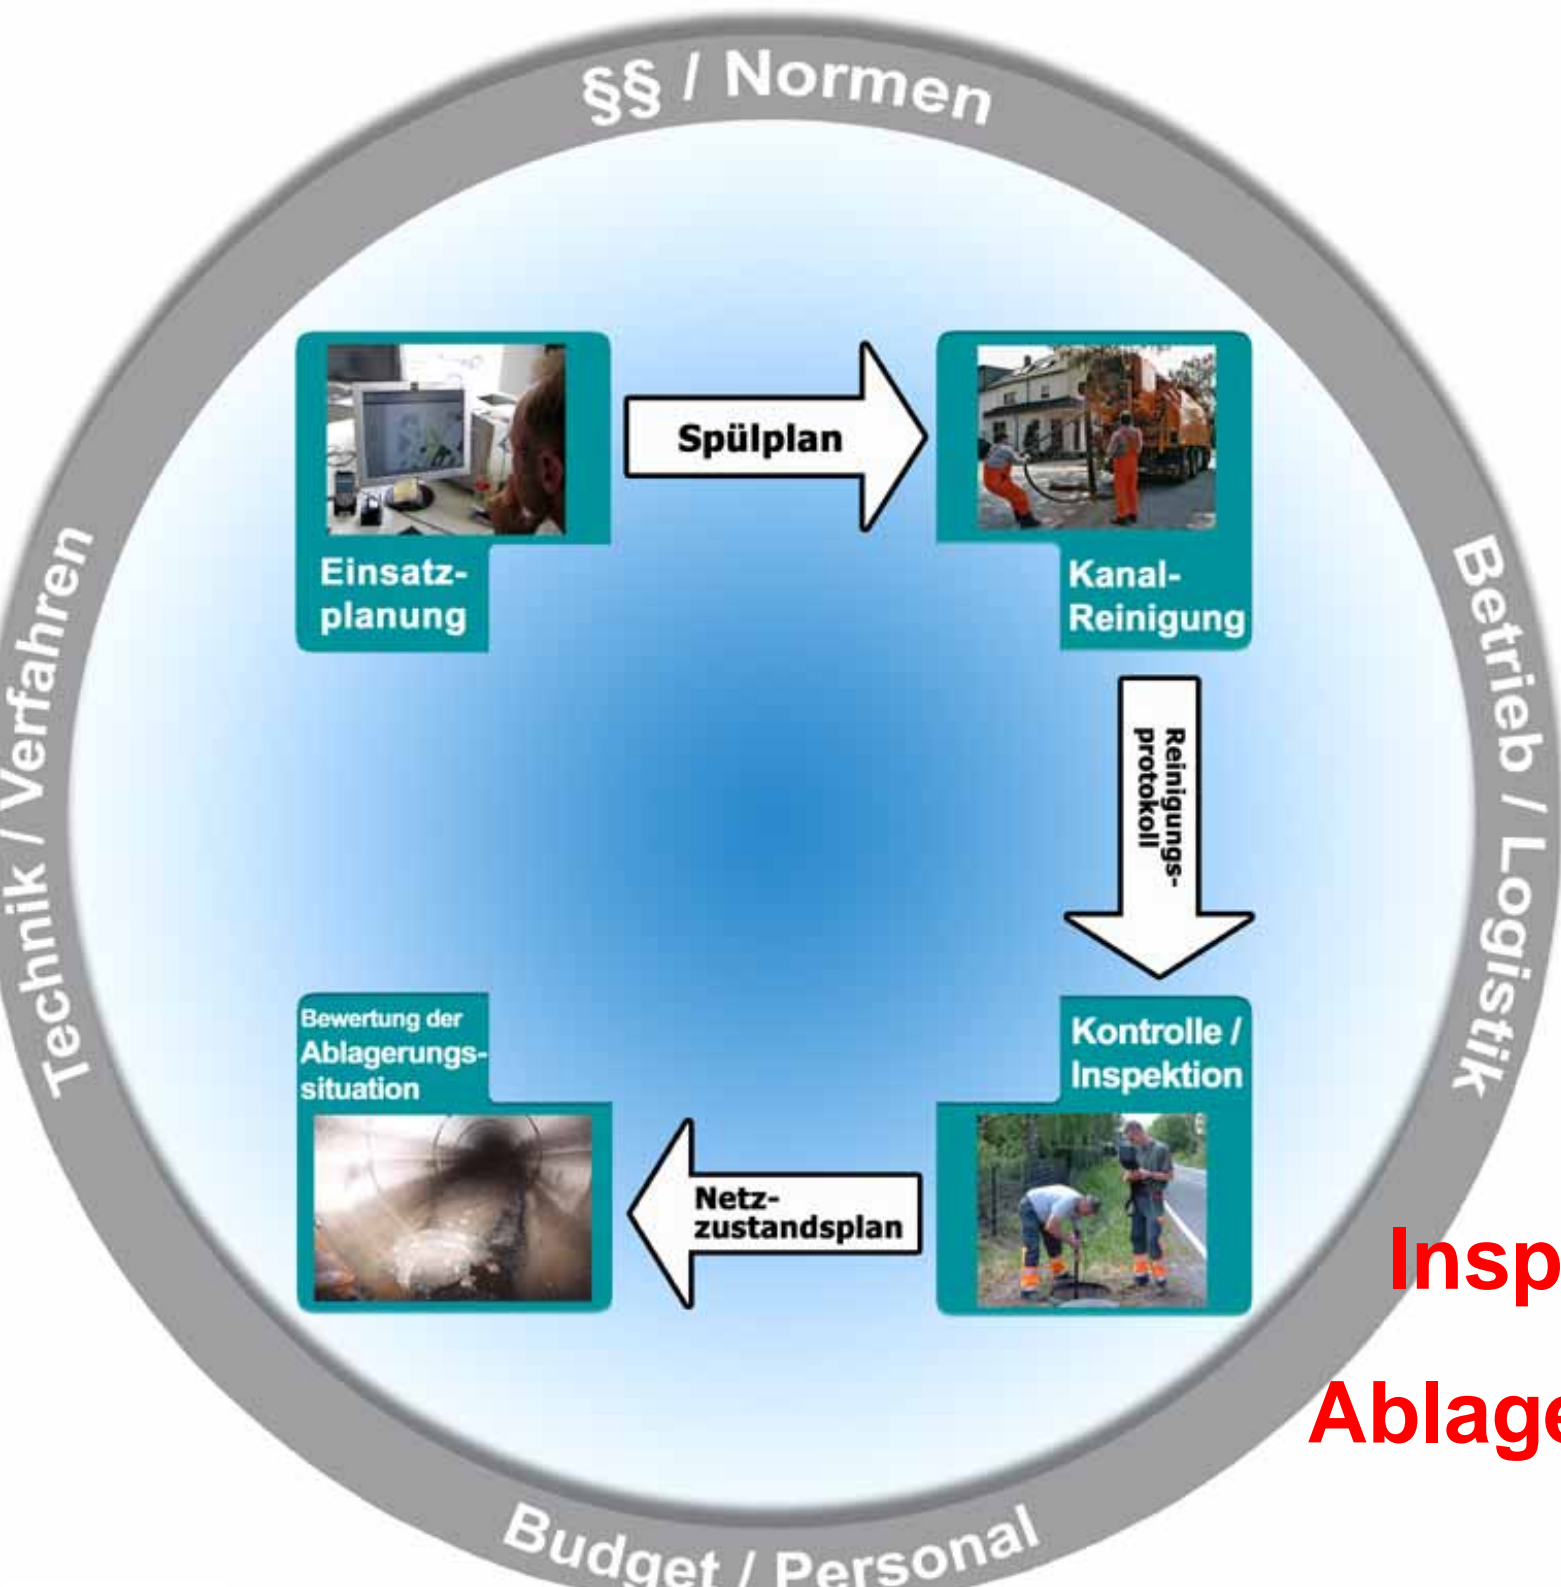 §§ / Normen
Technik / Verfahren
Betrieb / Logistik
Budget / Personal
Einsatz-
planung
Spülplan
Kanal-
Reinigung
Reinigungs-
protokoll
Kontrolle /
Inspektion
Netz-
zustandsplan
Bewertung der
Ablagerungs-
situation
Insp
Ablage